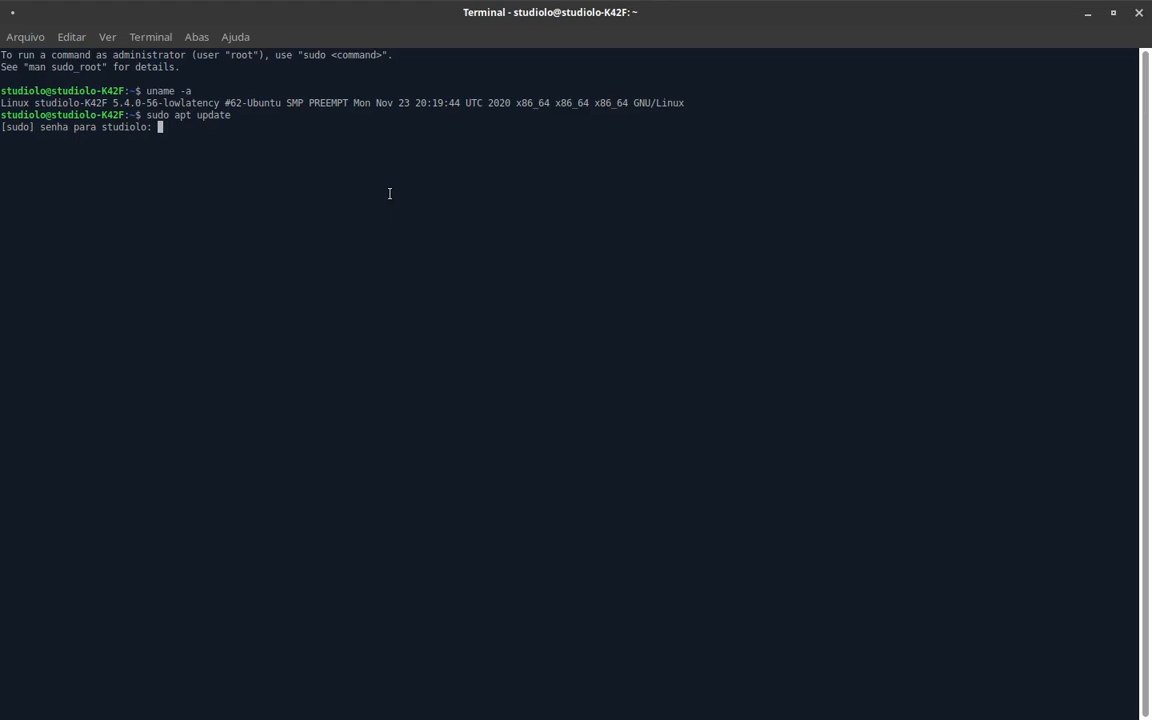 Terminal - studiolo@studiolo-K42F: ~
Arquivo Editar Ver Terminal Abas Ajuda
To run a command as administrator (user "root"), use "sudo <command>".
See "man sudo_root" for details.
studiolo@studiolo-K42F:~$ uname -a
Linux studiolo-K42F 5.4.0-56-lowlatency #62-Ubuntu SMP PREEMPT Mon Nov 23 20:19:44 UTC 2020 x86_64 x86_64 x86_64 GNU/Linux
studiolo@studiolo-K42F:~$ sudo apt update
[sudo] senha para studiolo: